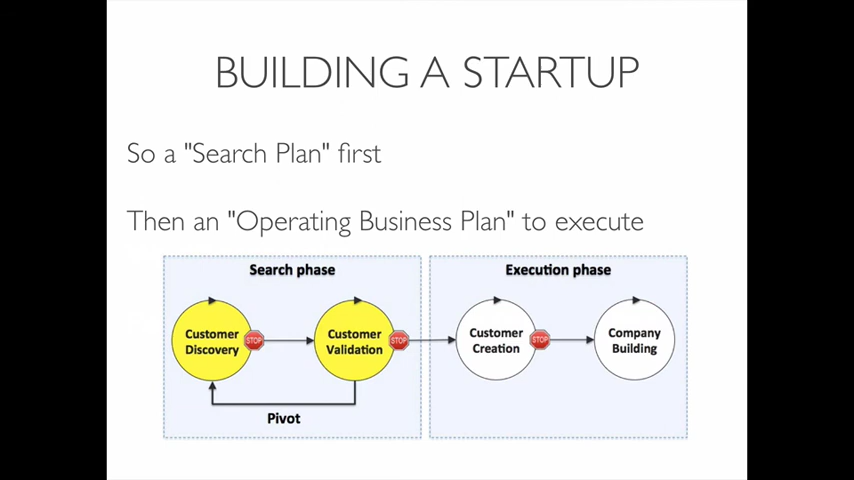 BUILDING A STARTUP
So a "Search Plan" first
Then an "Operating Business Plan" to execute
Search phase
Customer
Discovery
STOP
Customer
Validation
STOP
Pivot
Execution phase
Customer
Creation
STOP
Company
Building